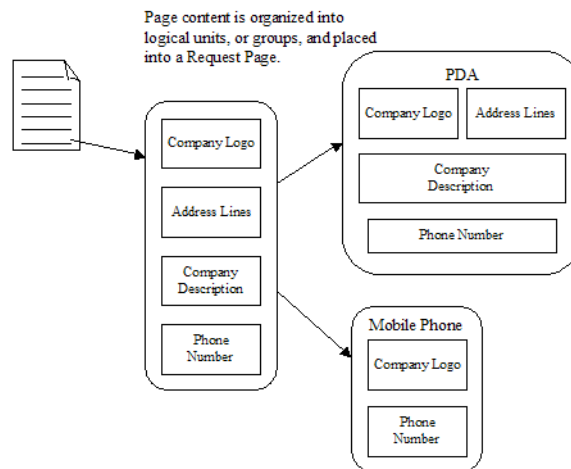 Page content is organized into
logical units, or groups, and placed
into a Request Page.
Company Logo
Address Lines
Company
Description
Phone
Number
PDA
Company Logo
Address Lines
Company
Description
Phone Number
Mobile Phone
Company Logo
Phone
Number